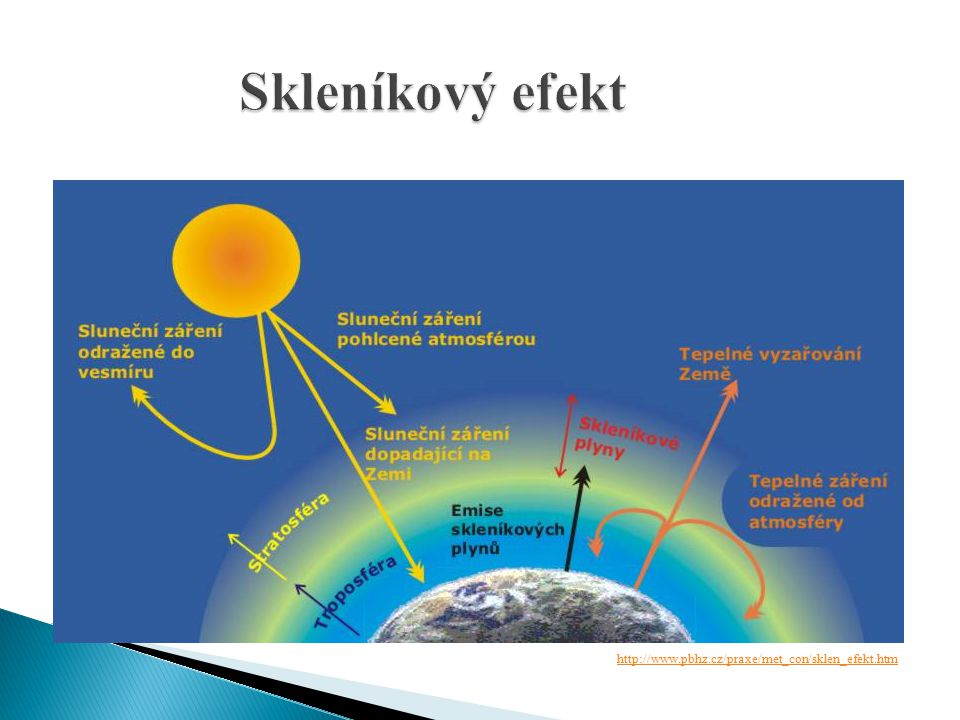 Skleníkový efekt
Sluneční záření
odražené do
vesmíru
Sluneční záření
pohlcené atmosférou
Sluneční záření
dopadající na
Zemi
Stratosféra
Troposféra
Emise
skleníkových
plynů
Skleníkové
plyny
Tepelné vyzařování
Země
Tepelné záření
odražené od
atmosféry
http://www.pbhz.cz/praxe/met_con/sklen_efekt.htm